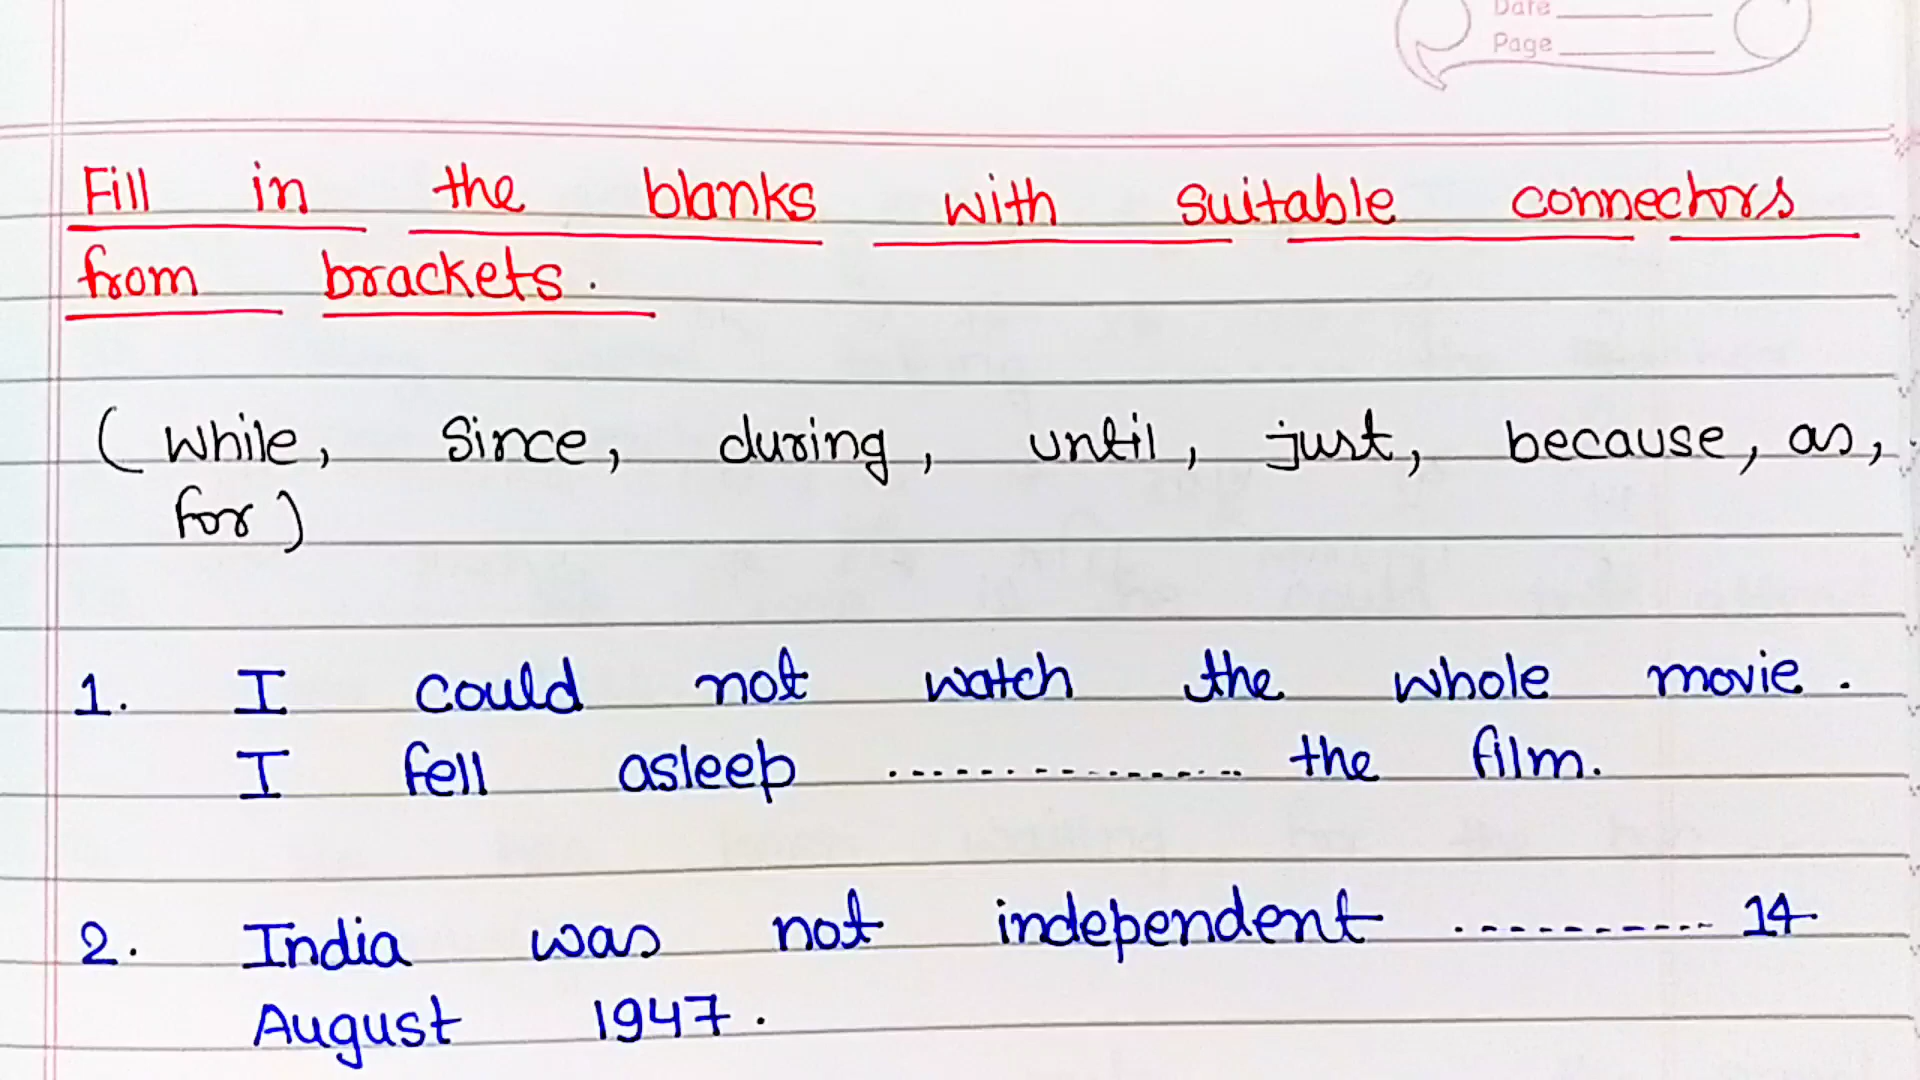 Date
Page
Fill in the blanks with suitable connectors
from brackets.
(while, Since, during, until, just, because, as,
for)
1. I could not watch the whole movie.
I fell asleep ............... the film.
2. India was not independent ........... 14
August 1947.